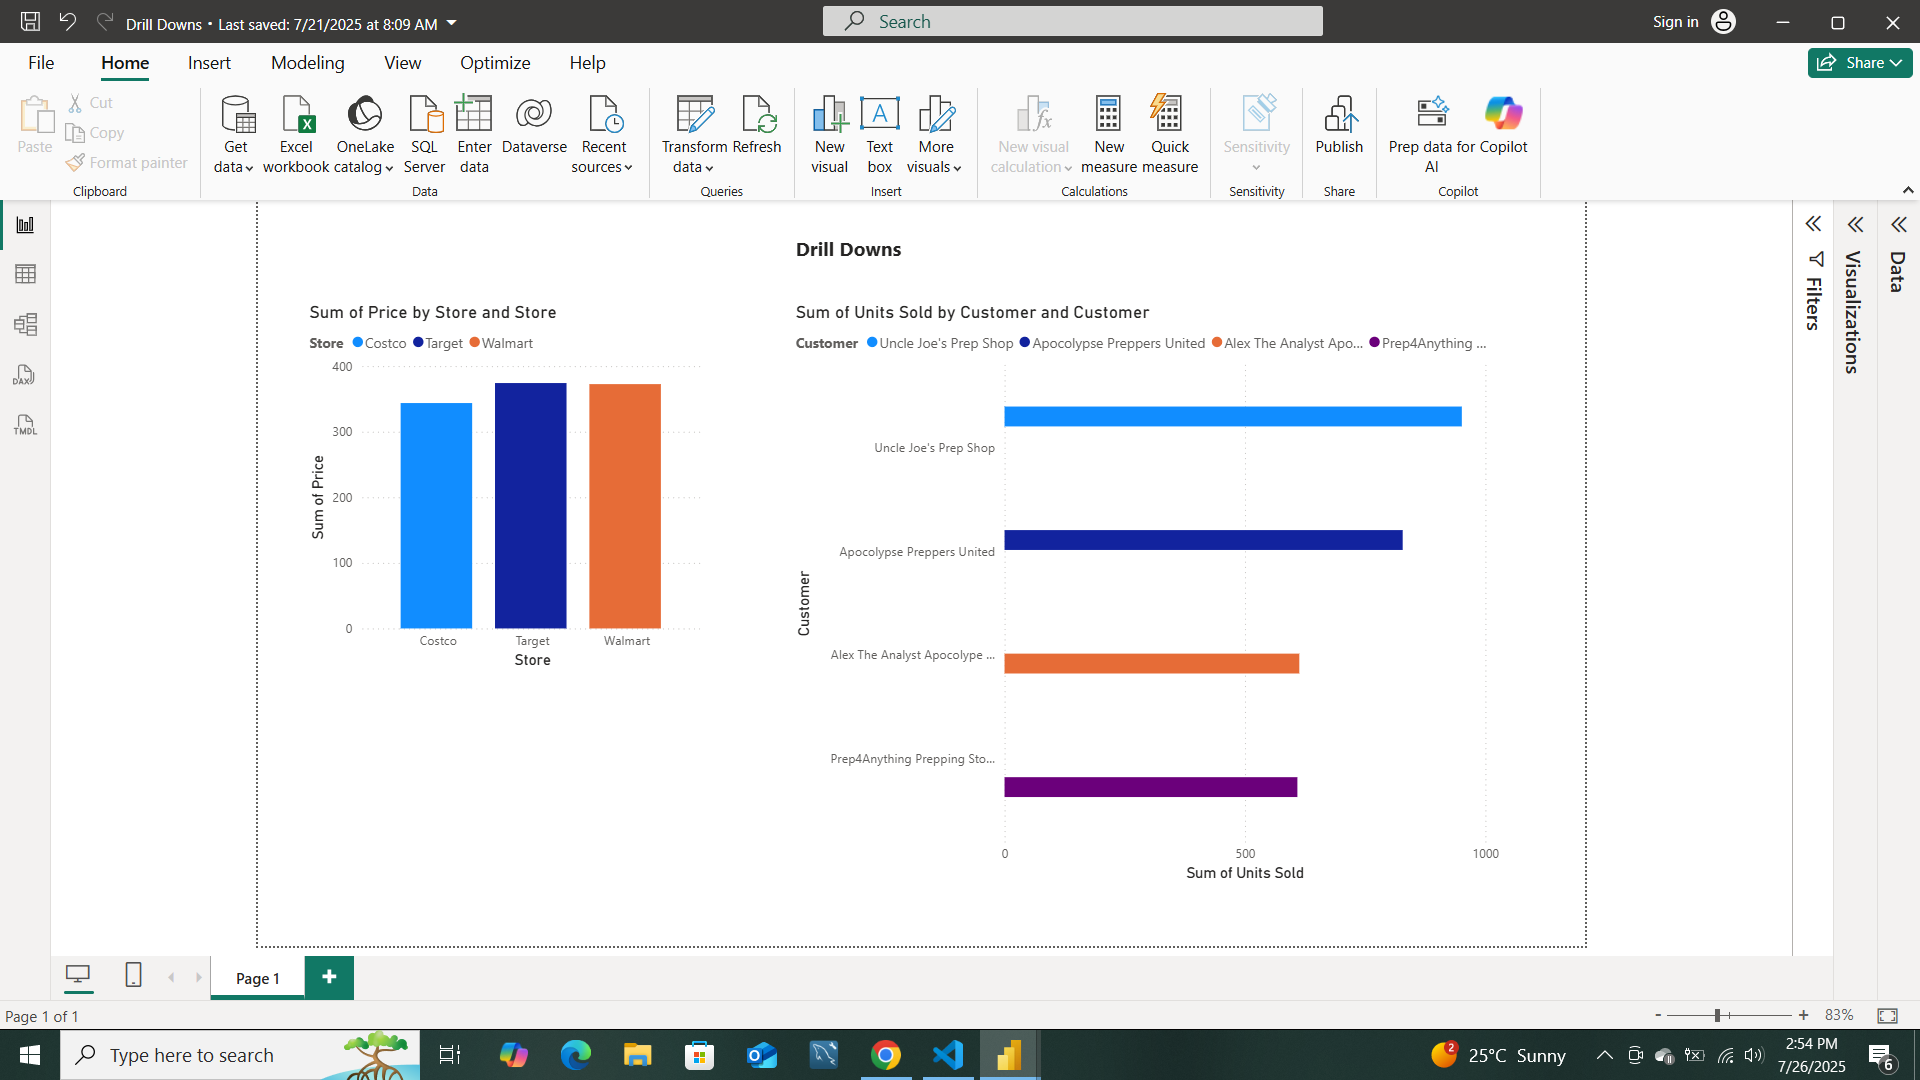 Drill Downs • Last saved: 7/21/2025 at 8:09 AM
Search
Sign in
File Home Insert Modeling View Optimize Help
Share
Paste
Cut
Copy
Format painter
Clipboard
Get data
Excel workbook
OneLake catalog
SQL Server
Enter data
Dataverse
Recent sources
Data
Transform data
Refresh
Queries
New visual
Text box
More visuals
Insert
New visual calculation
New measure
Quick measure
Calculations
Sensitivity
Sensitivity
Publish
Share
Prep data for AI
Copilot
Copilot
DAX
TMDL
Drill Downs
Sum of Price by Store and Store
Store Costco Target Walmart
400
300
200
100
0
Sum of Price
Costco Target Walmart
Store
Sum of Units Sold by Customer and Customer
Customer Uncle Joe's Prep Shop Apocolypse Preppers United Alex The Analyst Apo... Prep4Anything ...
Customer
Uncle Joe's Prep Shop
Apocolypse Preppers United
Alex The Analyst Apocolype ...
Prep4Anything Prepping Sto...
0 500 1000
Sum of Units Sold
Filters
Visualizations
Data
Page 1
Page 1 of 1
- + 83%
Type here to search
2
25°C Sunny
2:54 PM
7/26/2025
6